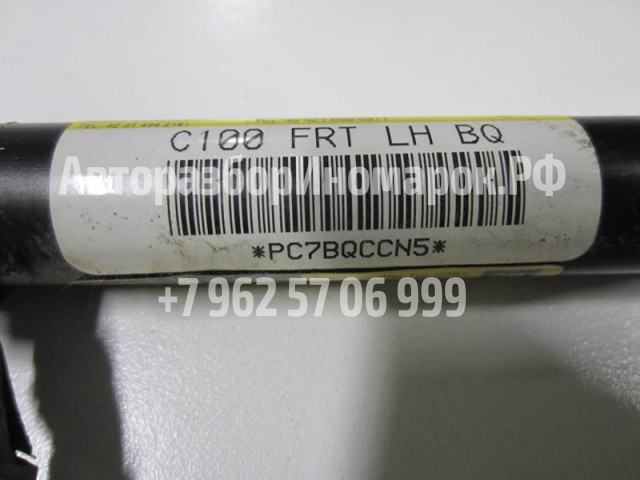 C100 FRT LH BQ
АвторазборИномарок.РФ
*PC7BQCCN5*
+7 962 57 06 999